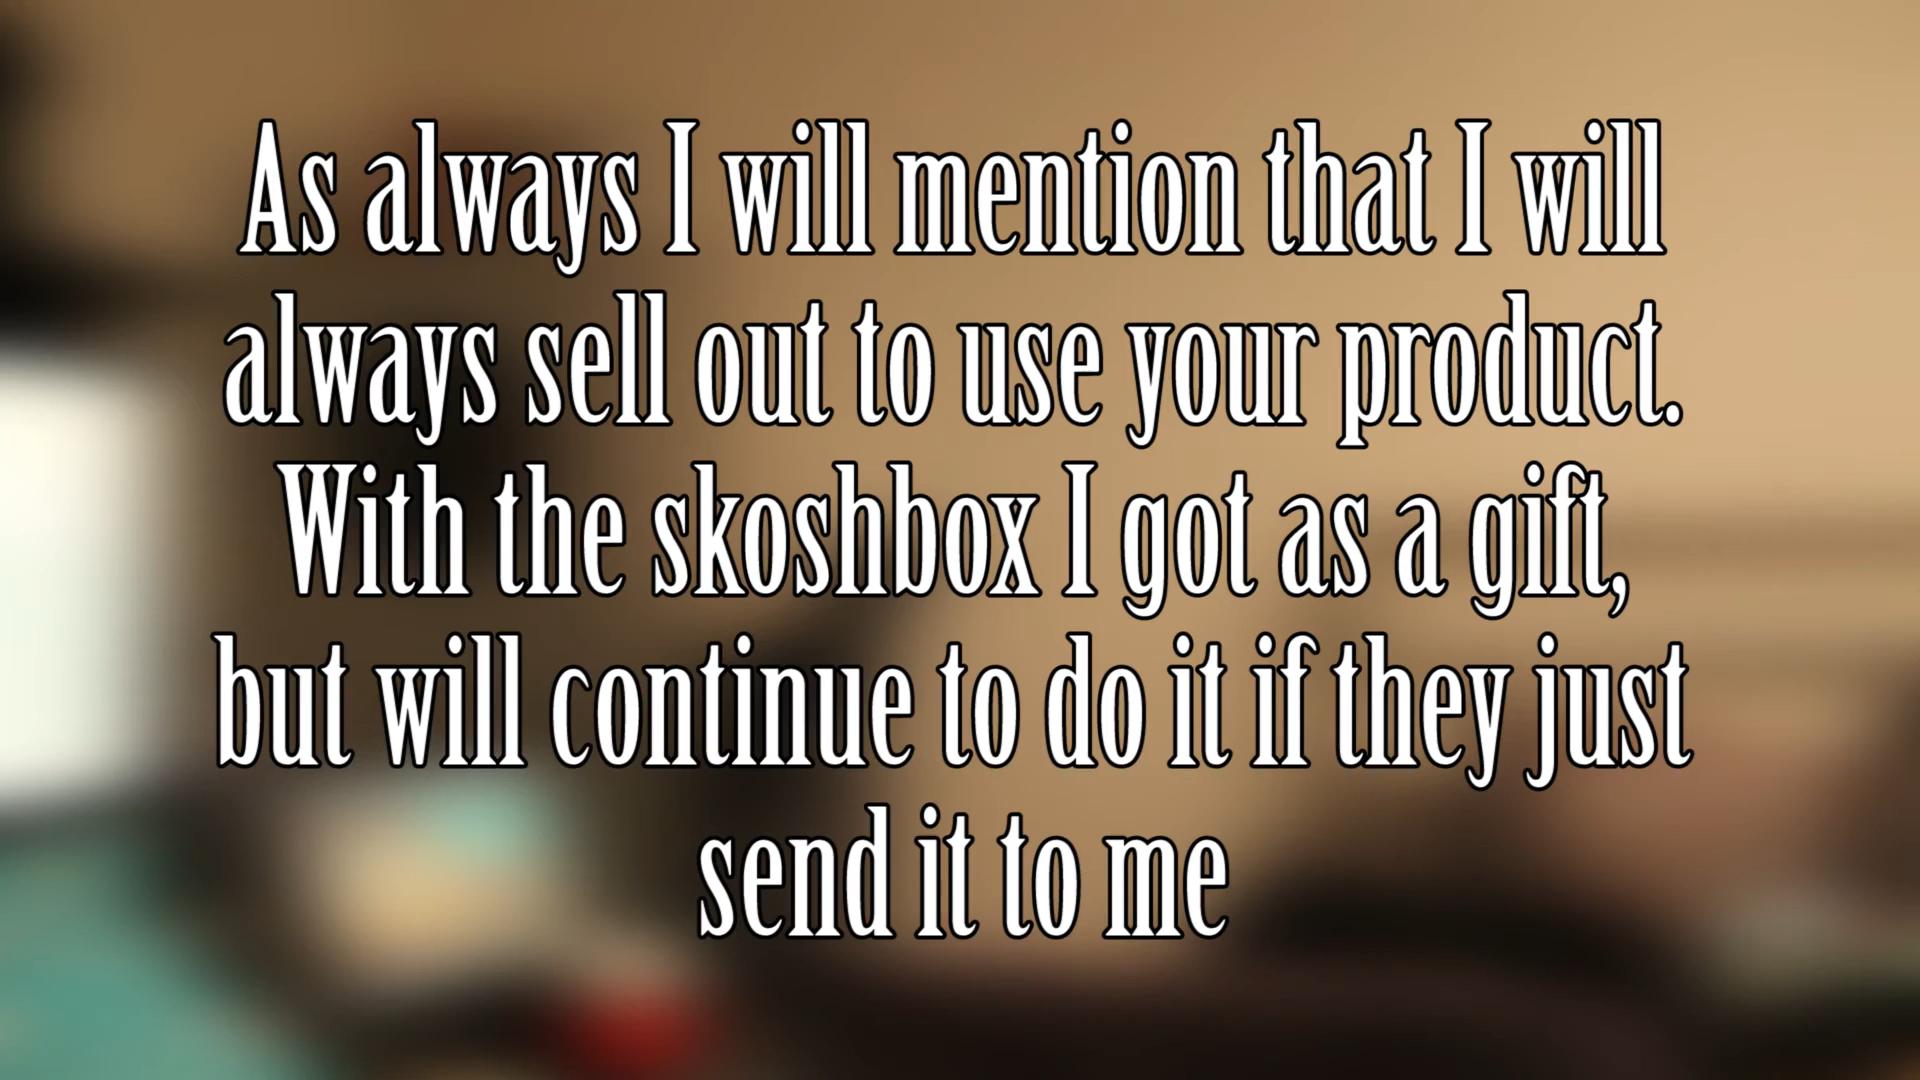 As always I will mention that I will
always sell out to use your product.
With the skoshbox I got as a gift,
but will continue to do it if they just
send it to me